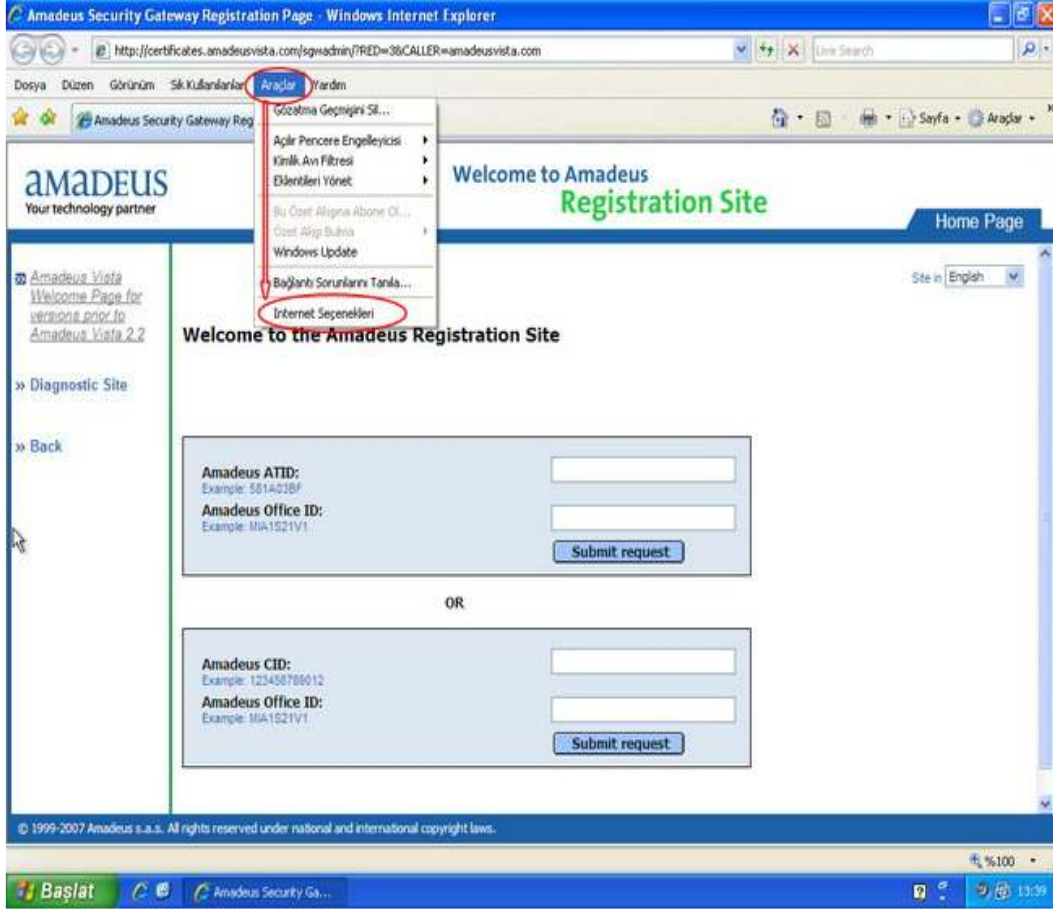 Amadeus Security Gateway Registration Page - Windows Internet Explorer
http://certificates.amadeusvista.com/sgwadmin/?RED=3&CALLER=amadeusvista.com
Live Search
Dosya Düzen Görünüm Sık Kullanılanlar Araçlar Yardım
Amadeus Security Gateway Reg
Sayfa
Araçlar
Gözatma Geçmişini Sil...
Açılır Pencere Engelleyicisi
Kimlik Avı Filtresi
Eklentileri Yönet
Bu Özet Akışına Abone Ol...
Özet Akışı Bulma
Windows Update
Bağlantı Sorunlarını Tanıla...
Internet Seçenekleri
amadeus
Your technology partner
Welcome to Amadeus
Registration Site
Home Page
Amadeus Vista
Welcome Page for
versions prior to
Amadeus Vista 2.2
» Diagnostic Site
» Back
Site in English
Welcome to the Amadeus Registration Site
Amadeus ATID:
Example: 581A03BF
Amadeus Office ID:
Example: MIA1S21V1
Submit request
OR
Amadeus CID:
Example: 123456789012
Amadeus Office ID:
Example: MIA1S21V1
Submit request
© 1999-2007 Amadeus s.a.s. All rights reserved under national and international copyright laws.
%100
Başlat
Amadeus Security Ga...
13:39